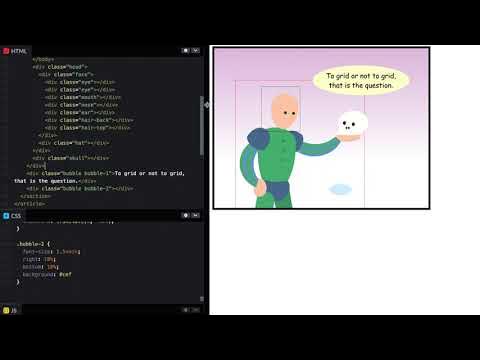 HTML
</body>
<div class="head">
<div class="face">
<div class="eye"></div>
<div class="eye"></div>
<div class="mouth"></div>
<div class="nose"></div>
<div class="ear"></div>
<div class="hair-back"></div>
<div class="hair-top"></div>
</div>
<div class="hat"></div>
</div>
<div class="skull"></div>
</div>
<div class="bubble bubble-1">To grid or not to grid,
that is the question.</div>
<div class="bubble bubble-2"></div>
</section>
</article>
CSS
}
.bubble-2 {
font-size: 1.5vmin;
right: 10%;
bottom: 10%;
background: #cef
}
JS
To grid or not to grid,
that is the question.